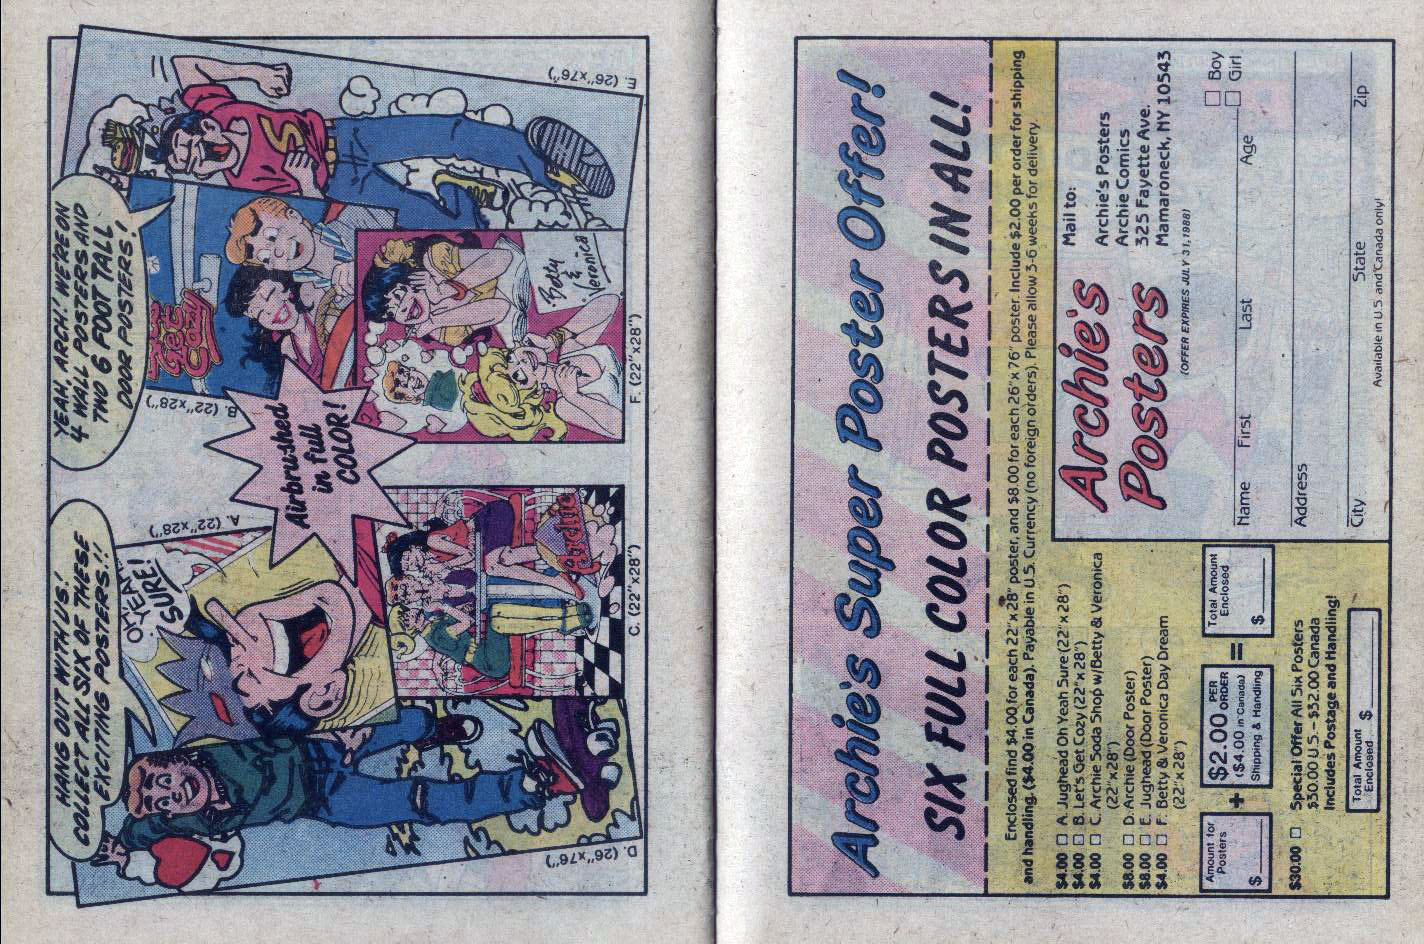 HANG OUT WITH US!
COLLECT ALL SIX OF THESE
EXCITING POSTERS!!
YEAH, ARCH! WE'RE ON
4 WALL POSTERS AND
TWO 6 FOOT TALL
DOOR POSTERS!
A. (22"x28")
OH YEAH
SURE!
B. (22"x28")
Let's
Get
Cozy
Airbrushed
in full
COLOR!
S
E. (26"x76")
D. (26"x76")
C. (22"x28")
Archie
F. (22"x28")
Betty
&
Veronica
Archie's Super Poster Offer!
SIX FULL COLOR POSTERS IN ALL!
Enclosed find $4.00 for each 22"x 28" poster, and $8.00 for each 26"x 76" poster. Include $2.00 per order for shipping
and handling, ($4.00 in Canada), Payable in U.S. Currency (no foreign orders). Please allow 3-6 weeks for delivery.
$4.00 □ A. Jughead Oh Yeah Sure (22"x 28")
$4.00 □ B. Let's Get Cozy (22"x 28")
$4.00 □ C. Archie Soda Shop w/Betty & Veronica
(22"x28")
$8.00 □ D. Archie (Door Poster)
$8.00 □ E. Jughead (Door Poster)
$4.00 □ F. Betty & Veronica Day Dream
(22"x28")
Amount for
Posters
$
+
$2.00 PER ORDER
($4.00 in Canada)
Shipping & Handling
=
Total Amount
Enclosed
$
$30.00 □ Special Offer All Six Posters
$30.00 U.S. - $32.00 Canada
Includes Postage and Handling!
Total Amount
Enclosed $
Archie's
Posters
Mail to:
Archie's Posters
Archie Comics
325 Fayette Ave.
Mamaroneck, NY 10543
(OFFER EXPIRES JULY 31, 1988)
□ Boy
□ Girl
Name First Last Age
Address
City State Zip
Available in U.S. and Canada only!